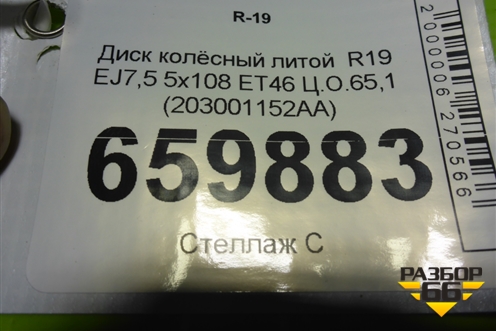 R-19
Диск колёсный литой R19
EJ7,5 5x108 ET46 Ц.О.65,1
(203001152AA)
659883
Стеллаж С
2000006270566
РАЗБОР
66